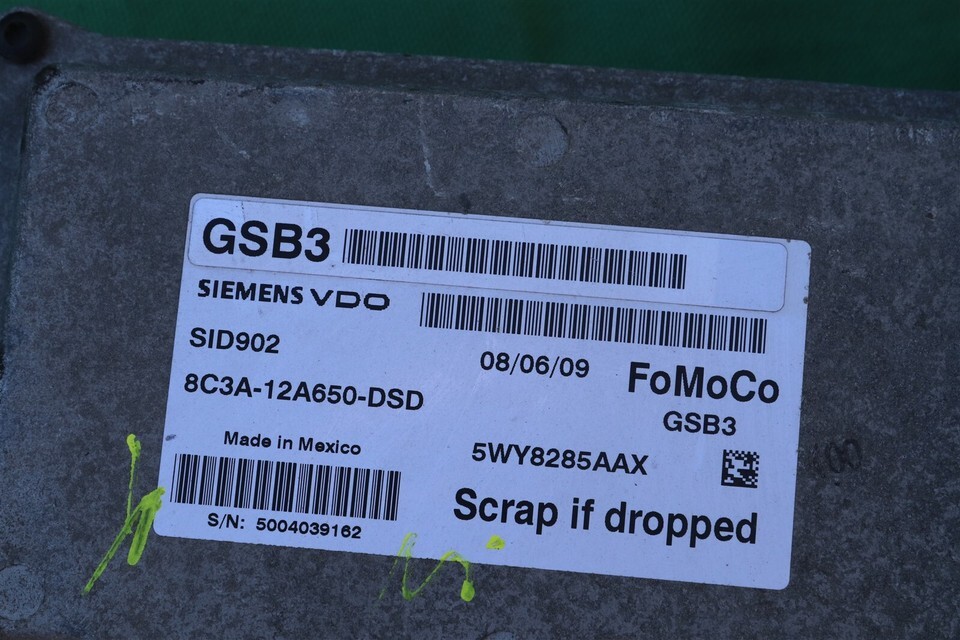 GSB3
SIEMENS VDO
SID902
08/06/09
FoMoCo
8C3A-12A650-DSD
GSB3
Made in Mexico
5WY8285AAX
S/N: 5004039162
Scrap if dropped